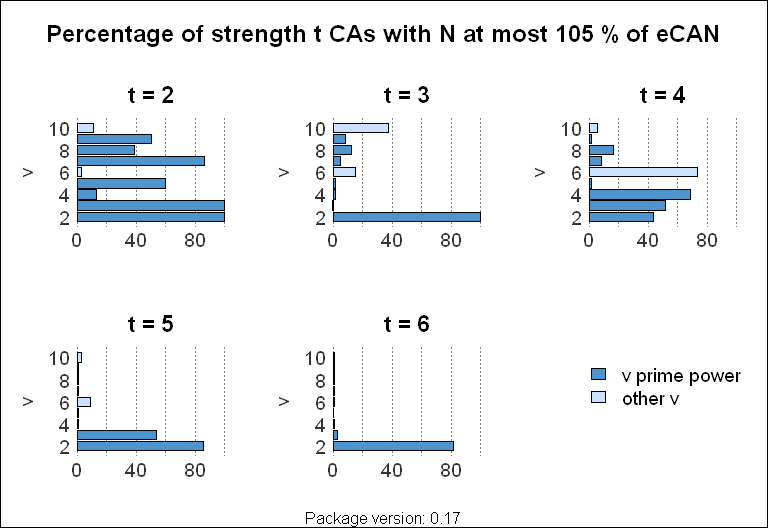 Percentage of strength t CAs with N at most 105 % of eCAN
t = 2
10
8
6
4
2
v
0 40 80
t = 3
10
8
6
4
2
v
0 40 80
t = 4
10
8
6
4
2
v
0 40 80
t = 5
10
8
6
4
2
v
0 40 80
t = 6
10
8
6
4
2
v
0 40 80
v prime power
other v
Package version: 0.17